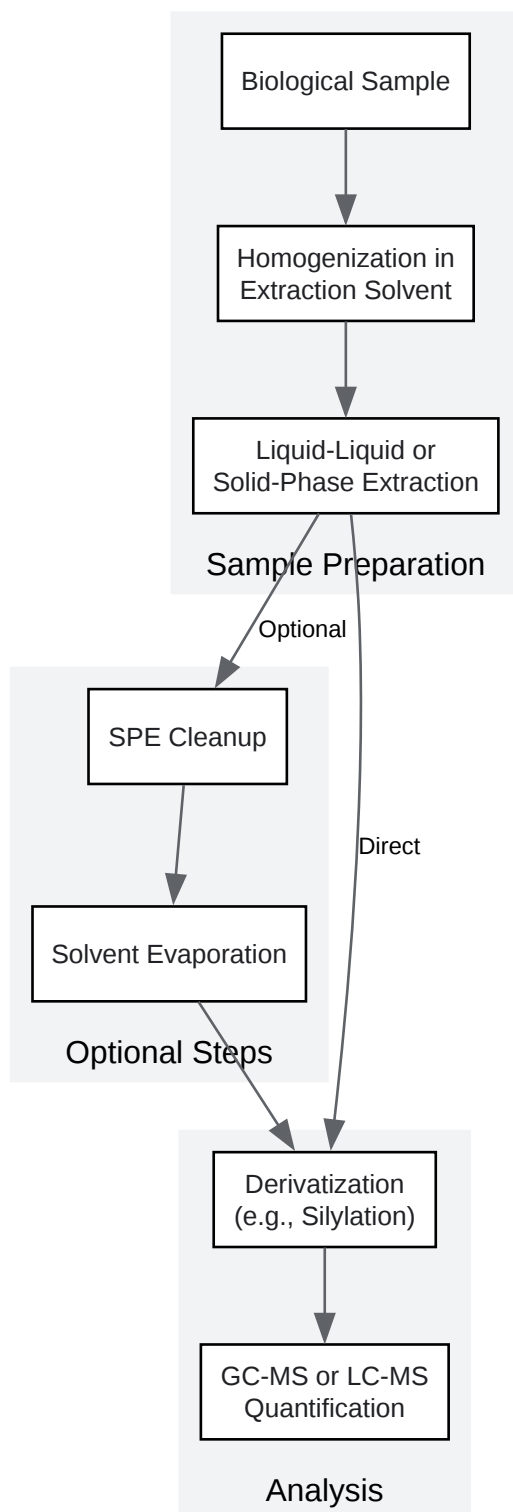 Biological Sample
Homogenization in
Extraction Solvent
Liquid-Liquid or
Solid-Phase Extraction
Sample Preparation
Optional
SPE Cleanup
Direct
Solvent Evaporation
Optional Steps
Derivatization
(e.g., Silylation)
GC-MS or LC-MS
Quantification
Analysis